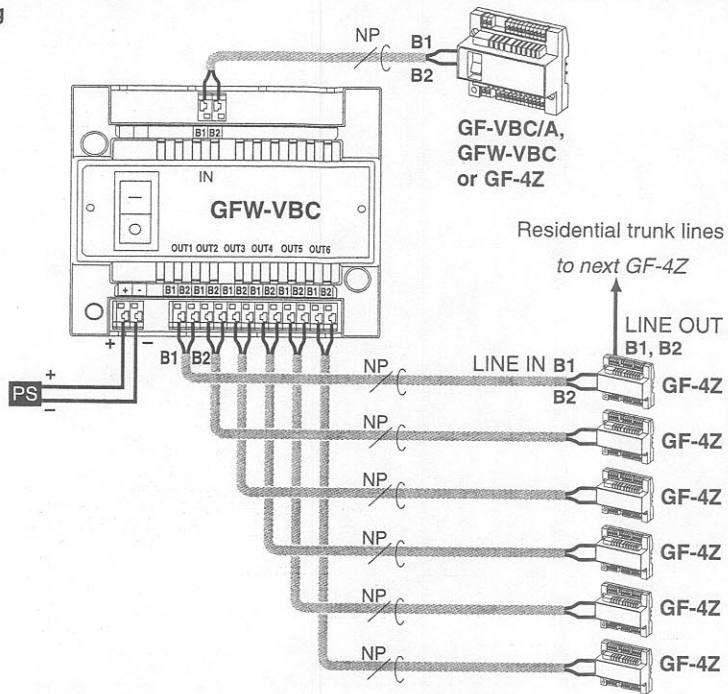 g
NP
B1
B2
GF-VBC/A,
GFW-VBC
or GF-4Z
B1 B2
IN
GFW-VBC
OUT1 OUT2 OUT3 OUT4 OUT5 OUT6
+ - B1 B2 B1 B2 B1 B2 B1 B2 B1 B2 B1 B2
Residential trunk lines
to next GF-4Z
LINE OUT
B1, B2
+ −
B1 B2
PS
+
−
NP
LINE IN B1
B2
GF-4Z
NP
GF-4Z
NP
GF-4Z
NP
GF-4Z
NP
GF-4Z
NP
GF-4Z